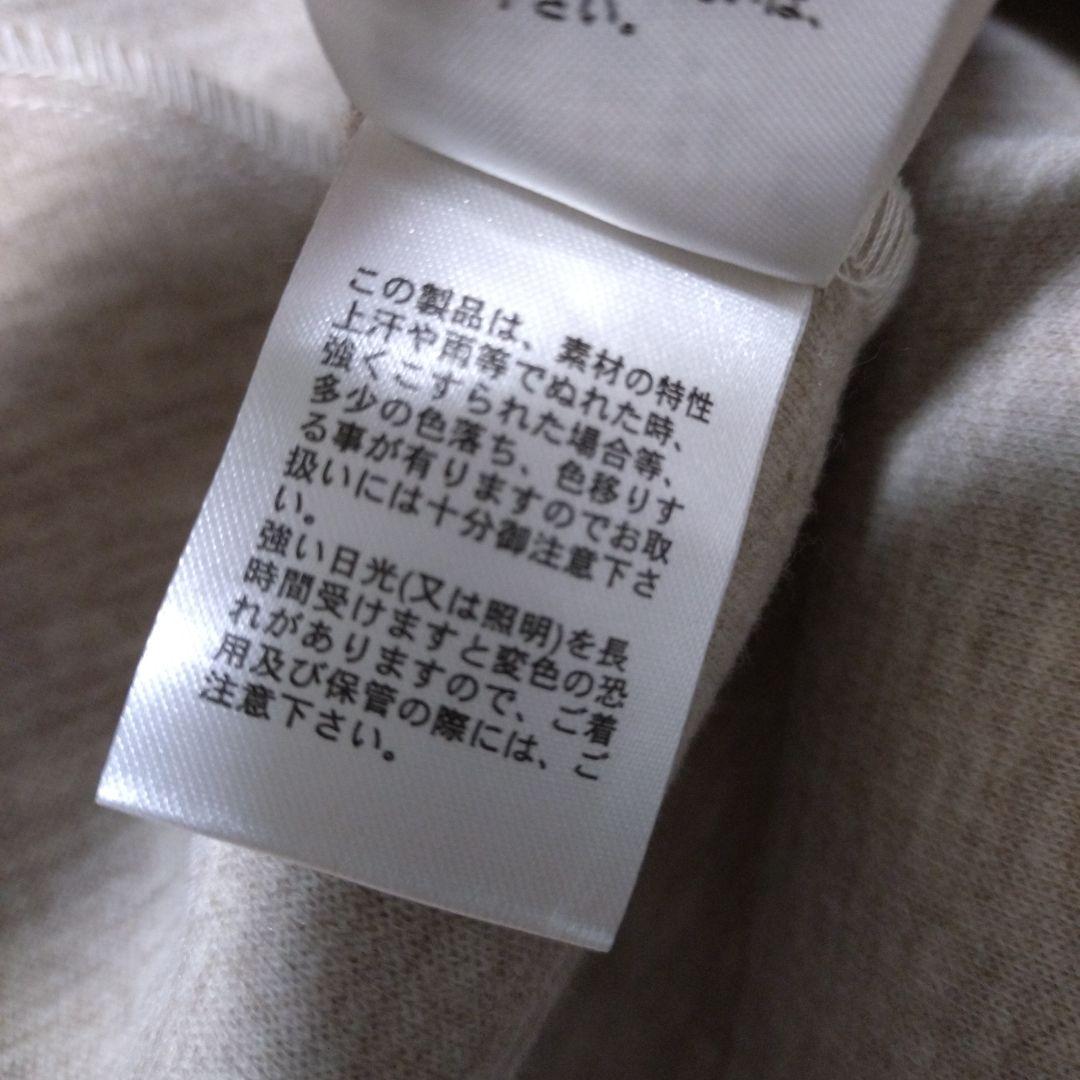 下さい。
は、
この製品は、素材の特性
上汗や雨等でぬれた時、
強くこすられた場合等、
多少の色落ち、色移りす
る事が有りますのでお取
扱いには十分御注意下さ
い。
強い日光(又は照明)を長
時間受けますと変色の恐
れがありますので、ご着
用及び保管の際には、ご
注意下さい。